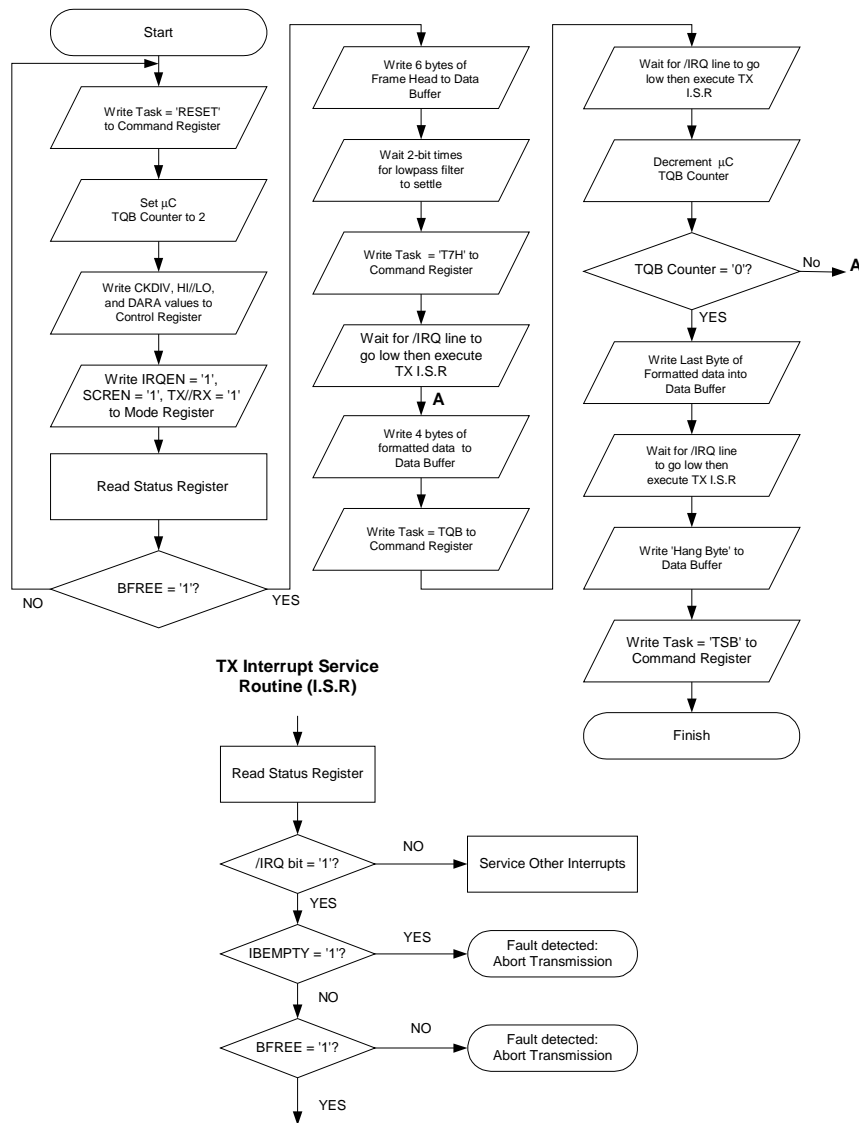 Start
Write Task = 'RESET'
to Command Register
Set µC
TQB Counter to 2
Write CKDIV, HI//LO,
and DARA values to
Control Register
Write IRQEN = '1',
SCREN = '1', TX//RX = '1'
to Mode Register
Read Status Register
BFREE = '1'?
NO
YES
Write 6 bytes of
Frame Head to Data
Buffer
Wait 2-bit times
for lowpass filter
to settle
Write Task = 'T7H' to
Command Register
Wait for /IRQ line to
go low then execute
TX I.S.R
A
Write 4 bytes of
formatted data to
Data Buffer
Write Task = TQB to
Command Register
Wait for /IRQ line to go
low then execute TX
I.S.R
Decrement µC
TQB Counter
TQB Counter = '0'?
No
A
YES
Write Last Byte of
Formatted data into
Data Buffer
Wait for /IRQ line
to go low then
execute TX I.S.R
Write 'Hang Byte' to
Data Buffer
Write Task = 'TSB' to
Command Register
Finish
TX Interrupt Service
Routine (I.S.R)
Read Status Register
/IRQ bit = '1'?
NO
Service Other Interrupts
YES
IBEMPTY = '1'?
YES
Fault detected:
Abort Transmission
NO
BFREE = '1'?
NO
Fault detected:
Abort Transmission
YES